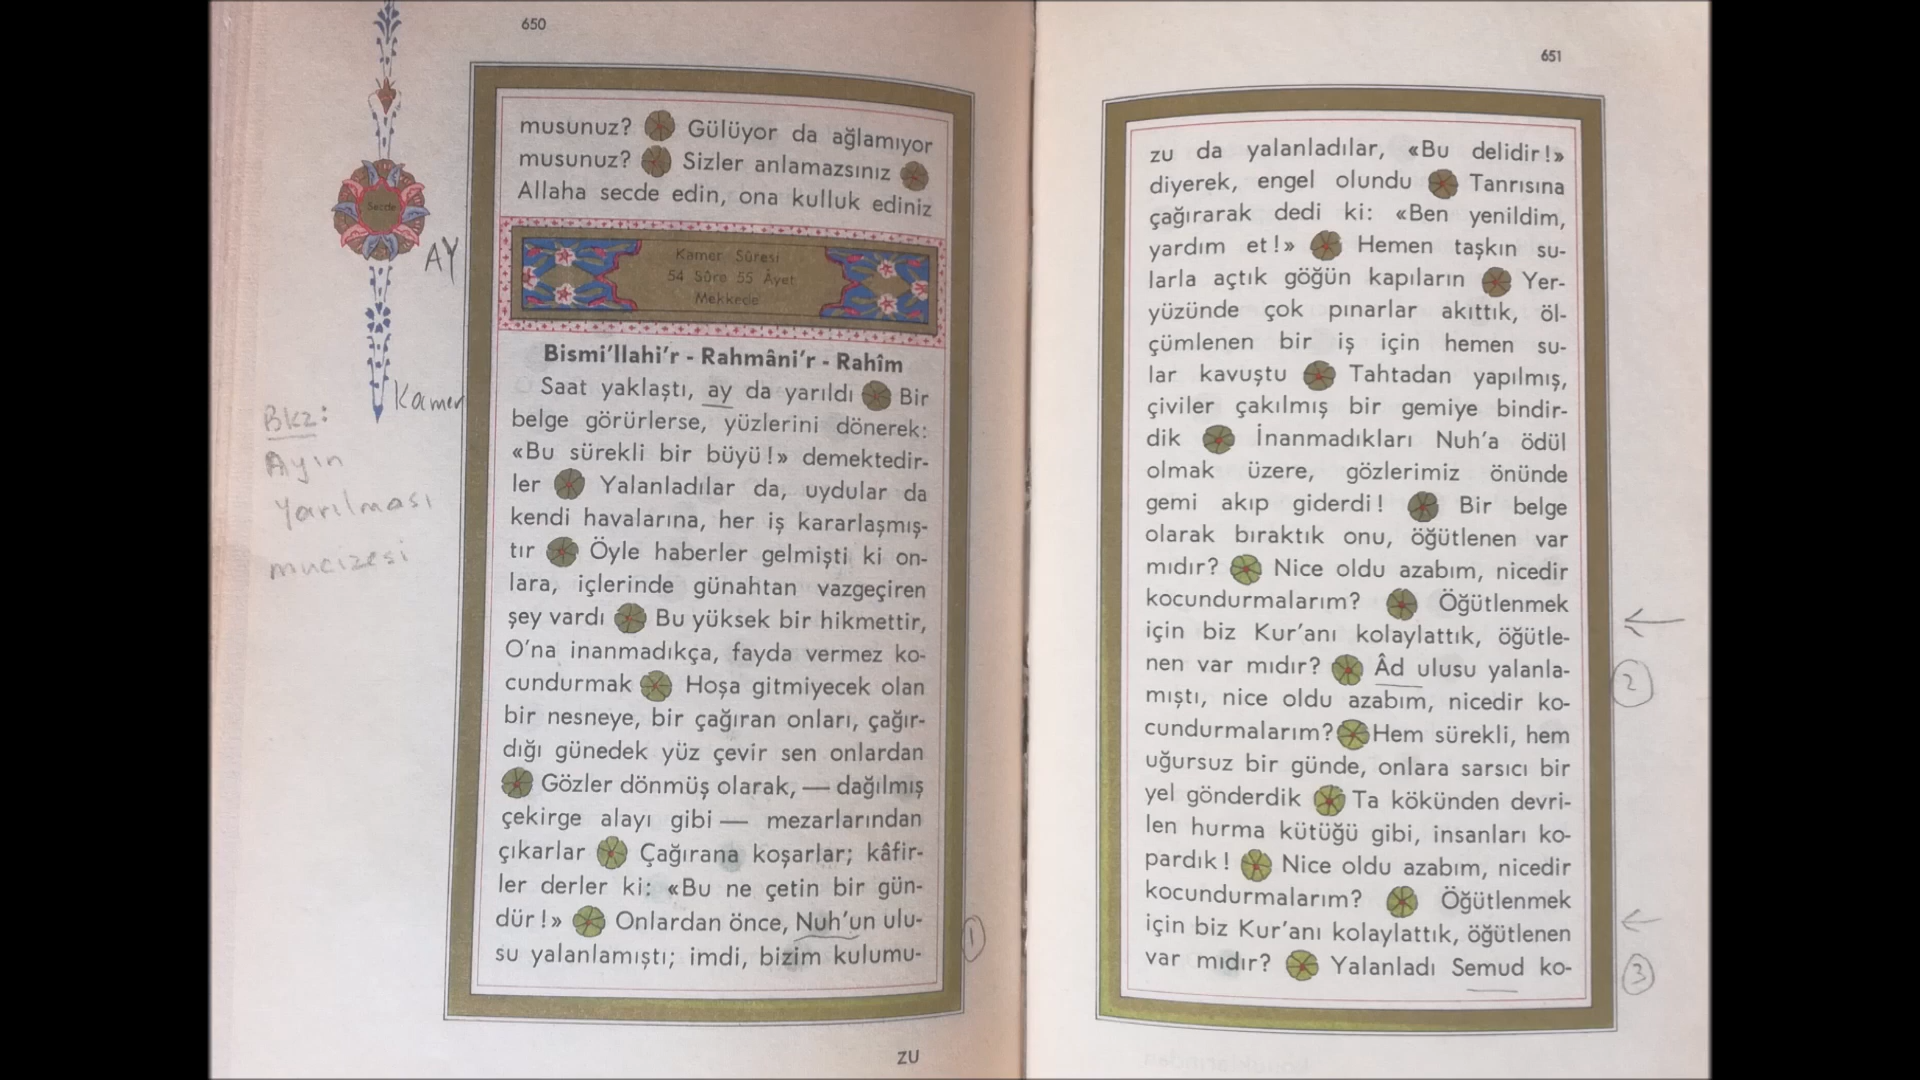 650
musunuz? Gülüyor da ağlamıyor
musunuz? Sizler anlamazsınız
Allaha secde edin, ona kulluk ediniz
Secde
AY
Kamer Sûresi
54 Sûre 55 Âyet
Mekkede
Bismi'llahi'r - Rahmâni'r - Rahîm
Saat yaklaştı, ay da yarıldı Bir
belge görürlerse, yüzlerini dönerek:
«Bu sürekli bir büyü!» demektedir-
ler Yalanladılar da, uydular da
kendi havalarına, her iş kararlaşmış-
tır Öyle haberler gelmişti ki on-
lara, içlerinde günahtan vazgeçiren
şey vardı Bu yüksek bir hikmettir,
O'na inanmadıkça, fayda vermez ko-
cundurmak Hoşa gitmiyecek olan
bir nesneye, bir çağıran onları, çağır-
dığı günedek yüz çevir sen onlardan
Gözler dönmüş olarak, — dağılmış
çekirge alayı gibi — mezarlarından
çıkarlar Çağırana koşarlar; kâfir-
ler derler ki: «Bu ne çetin bir gün-
dür!» Onlardan önce, Nuh'un ulu-
su yalanlamıştı; imdi, bizim kulumu-
1
ZU
Kamer
Bkz:
Ayın
Yarılması
mucizesi
651
zu da yalanladılar, «Bu delidir!»
diyerek, engel olundu Tanrısına
çağırarak dedi ki: «Ben yenildim,
yardım et!» Hemen taşkın su-
larla açtık göğün kapıların Yer-
yüzünde çok pınarlar akıttık, öl-
çümlenen bir iş için hemen su-
lar kavuştu Tahtadan yapılmış,
çiviler çakılmış bir gemiye bindir-
dik İnanmadıkları Nuh'a ödül
olmak üzere, gözlerimiz önünde
gemi akıp giderdi! Bir belge
olarak bıraktık onu, öğütlenen var
mıdır? Nice oldu azabım, nicedir
kocundurmalarım? Öğütlenmek
için biz Kur'anı kolaylattık, öğütle-
nen var mıdır? Âd ulusu yalanla-
mıştı, nice oldu azabım, nicedir ko-
cundurmalarım? Hem sürekli, hem
uğursuz bir günde, onlara sarsıcı bir
yel gönderdik Ta kökünden devri-
len hurma kütüğü gibi, insanları ko-
pardık! Nice oldu azabım, nicedir
kocundurmalarım? Öğütlenmek
için biz Kur'anı kolaylattık, öğütlenen
var mıdır? Yalanladı Semud ko-
2
3